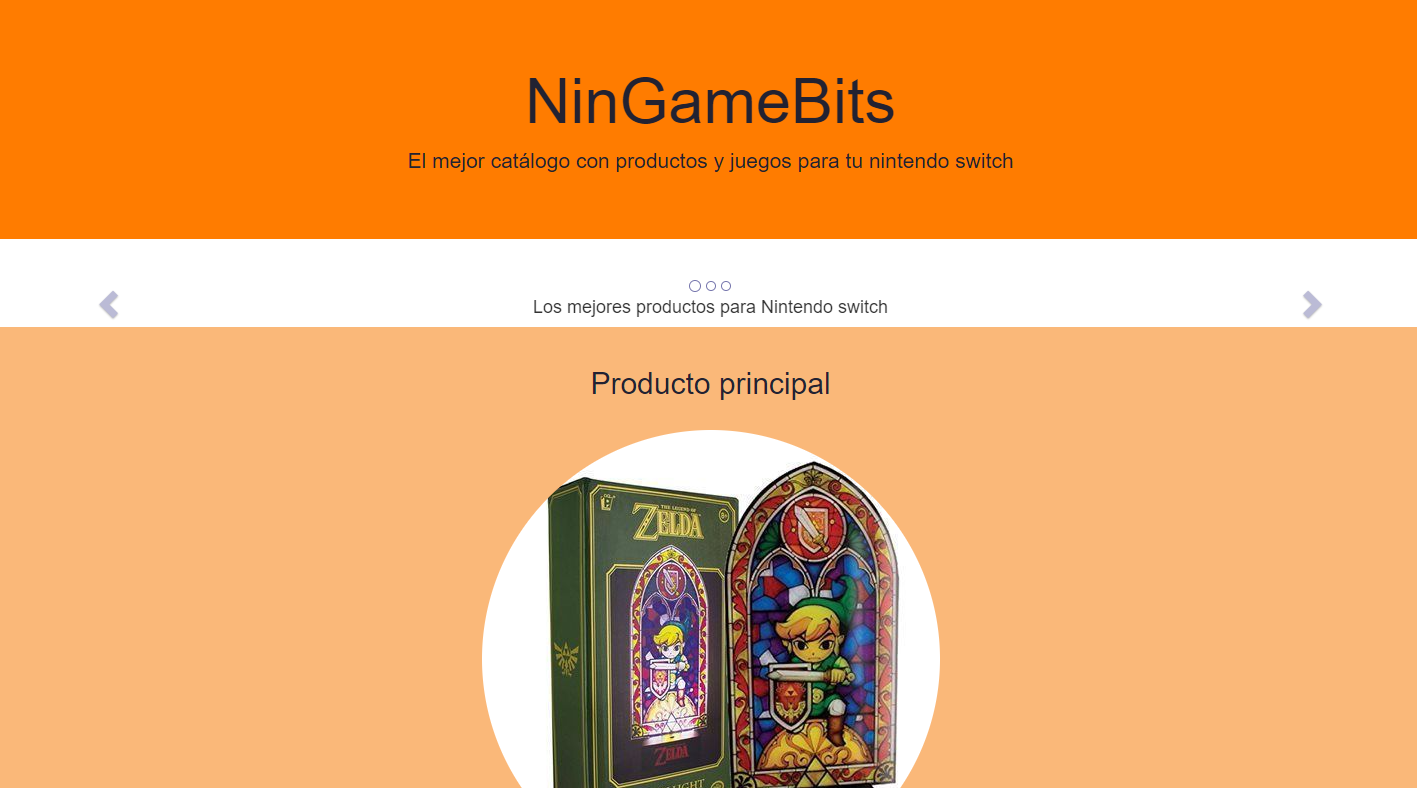 NinGameBits
El mejor catálogo con productos y juegos para tu nintendo switch
Los mejores productos para Nintendo switch
Producto principal
THE LEGEND OF
ZELDA
8+
ZELDA